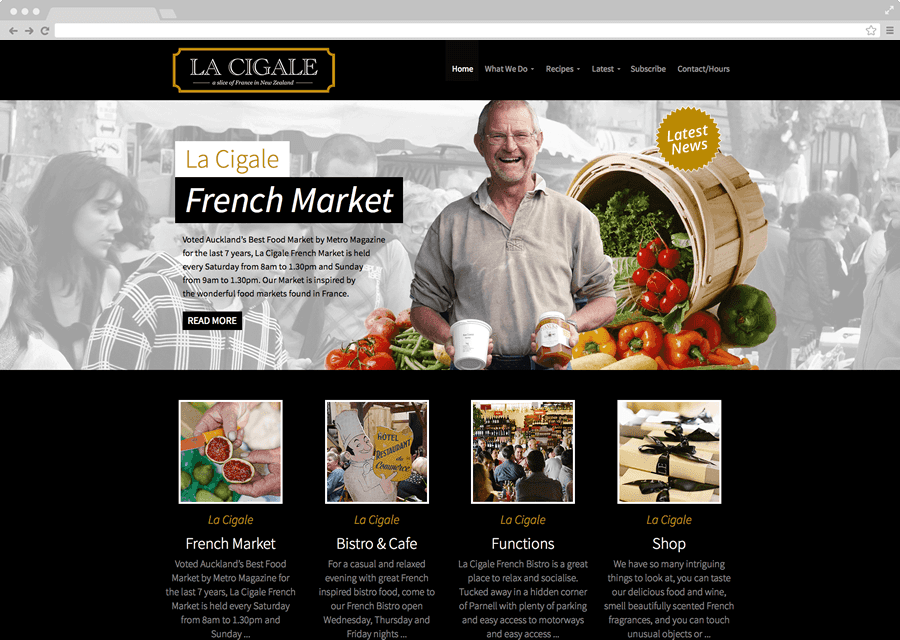 LA CIGALE
a slice of France in New Zealand
Home What We Do Recipes Latest Subscribe Contact/Hours
Latest
News
La Cigale
French Market
Voted Auckland's Best Food Market by Metro Magazine
for the last 7 years, La Cigale French Market is held
every Saturday from 8am to 1.30pm and Sunday
from 9am to 1.30pm. Our Market is inspired by
the wonderful food markets found in France.
READ MORE
HOTEL
RESTAURANT
du
Commerce
La Cigale
French Market
Voted Auckland's Best Food
Market by Metro Magazine for
the last 7 years, La Cigale French
Market is held every Saturday
from 8am to 1.30pm and
Sunday ...
La Cigale
Bistro & Cafe
For a casual and relaxed
evening with great French
inspired bistro food, come to
our French Bistro open
Wednesday, Thursday and
Friday nights ...
La Cigale
Functions
La Cigale French Bistro is a great
place to relax and socialise.
Tucked away in a hidden corner
of Parnell with plenty of parking
and easy access to motorways
and easy access ...
La Cigale
Shop
We have so many intriguing
things to look at, you can taste
our delicious food and wine,
smell beautifully scented French
fragrances, and you can touch
unusual objects or ...